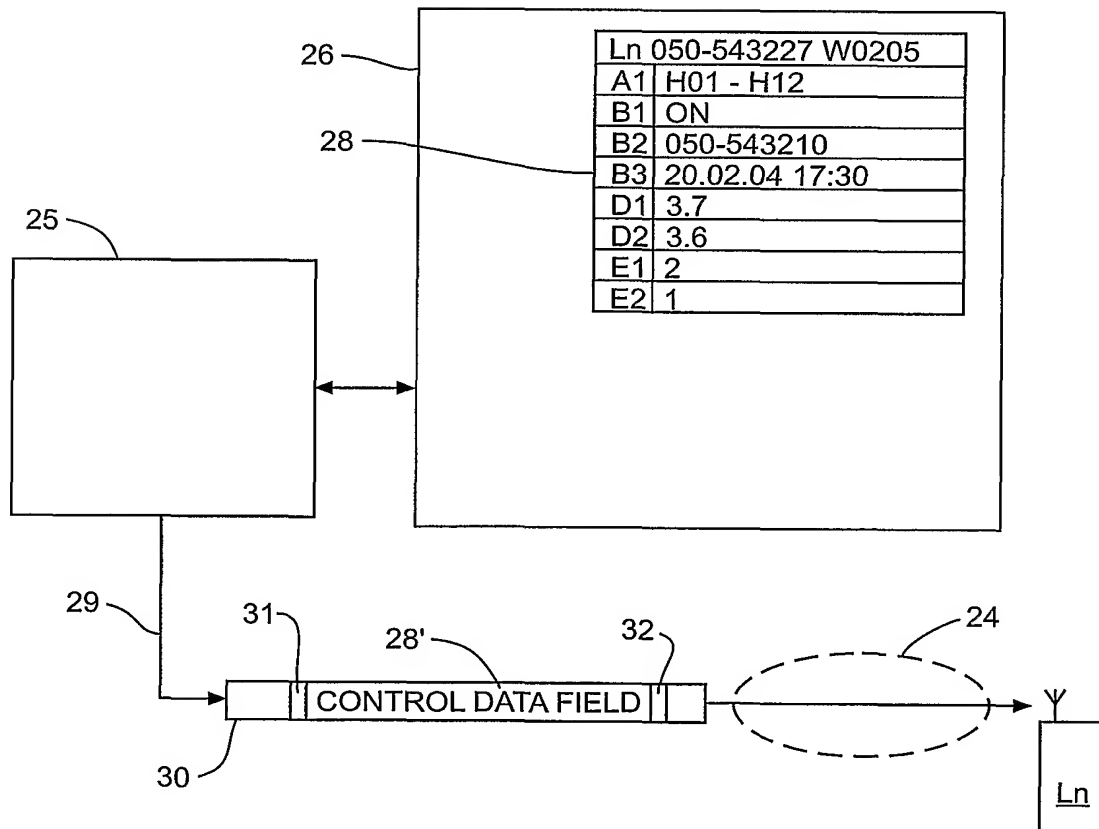 26
28
Ln 050-543227 W0205
A1 H01 - H12
B1 ON
B2 050-543210
B3 20.02.04 17:30
D1 3.7
D2 3.6
E1 2
E2 1
25
29
31
28'
32
24
CONTROL DATA FIELD
30
Ln